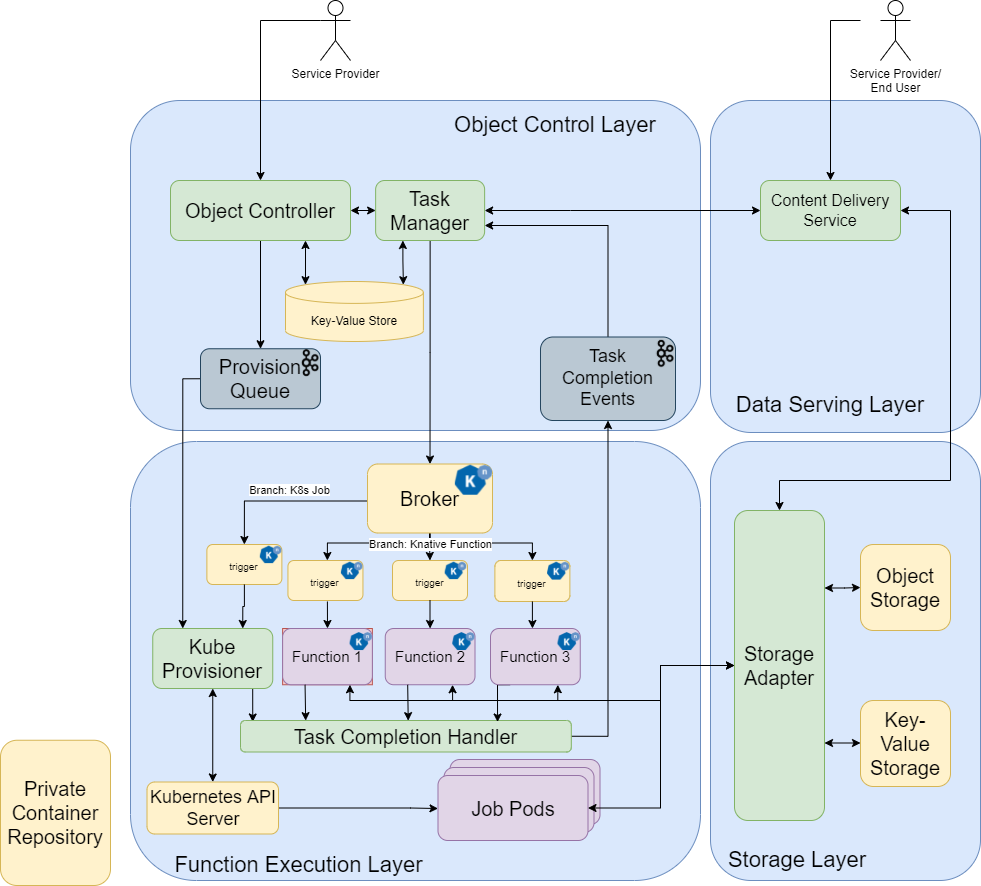 Service Provider
Service Provider/
End User
Object Control Layer
Object Controller
Task
Manager
Content Delivery
Service
Key-Value Store
Provision
Queue
Task
Completion
Events
Data Serving Layer
Branch: K8s Job
Broker
K
n
Branch: Knative Function
trigger
K
n
trigger
K
n
trigger
K
n
trigger
K
n
Object
Storage
Kube
Provisioner
Function 1
K
n
Function 2
K
n
Function 3
K
n
Storage
Adapter
Task Completion Handler
Key-
Value
Storage
Private
Container
Repository
Kubernetes API
Server
Job Pods
Function Execution Layer
Storage Layer